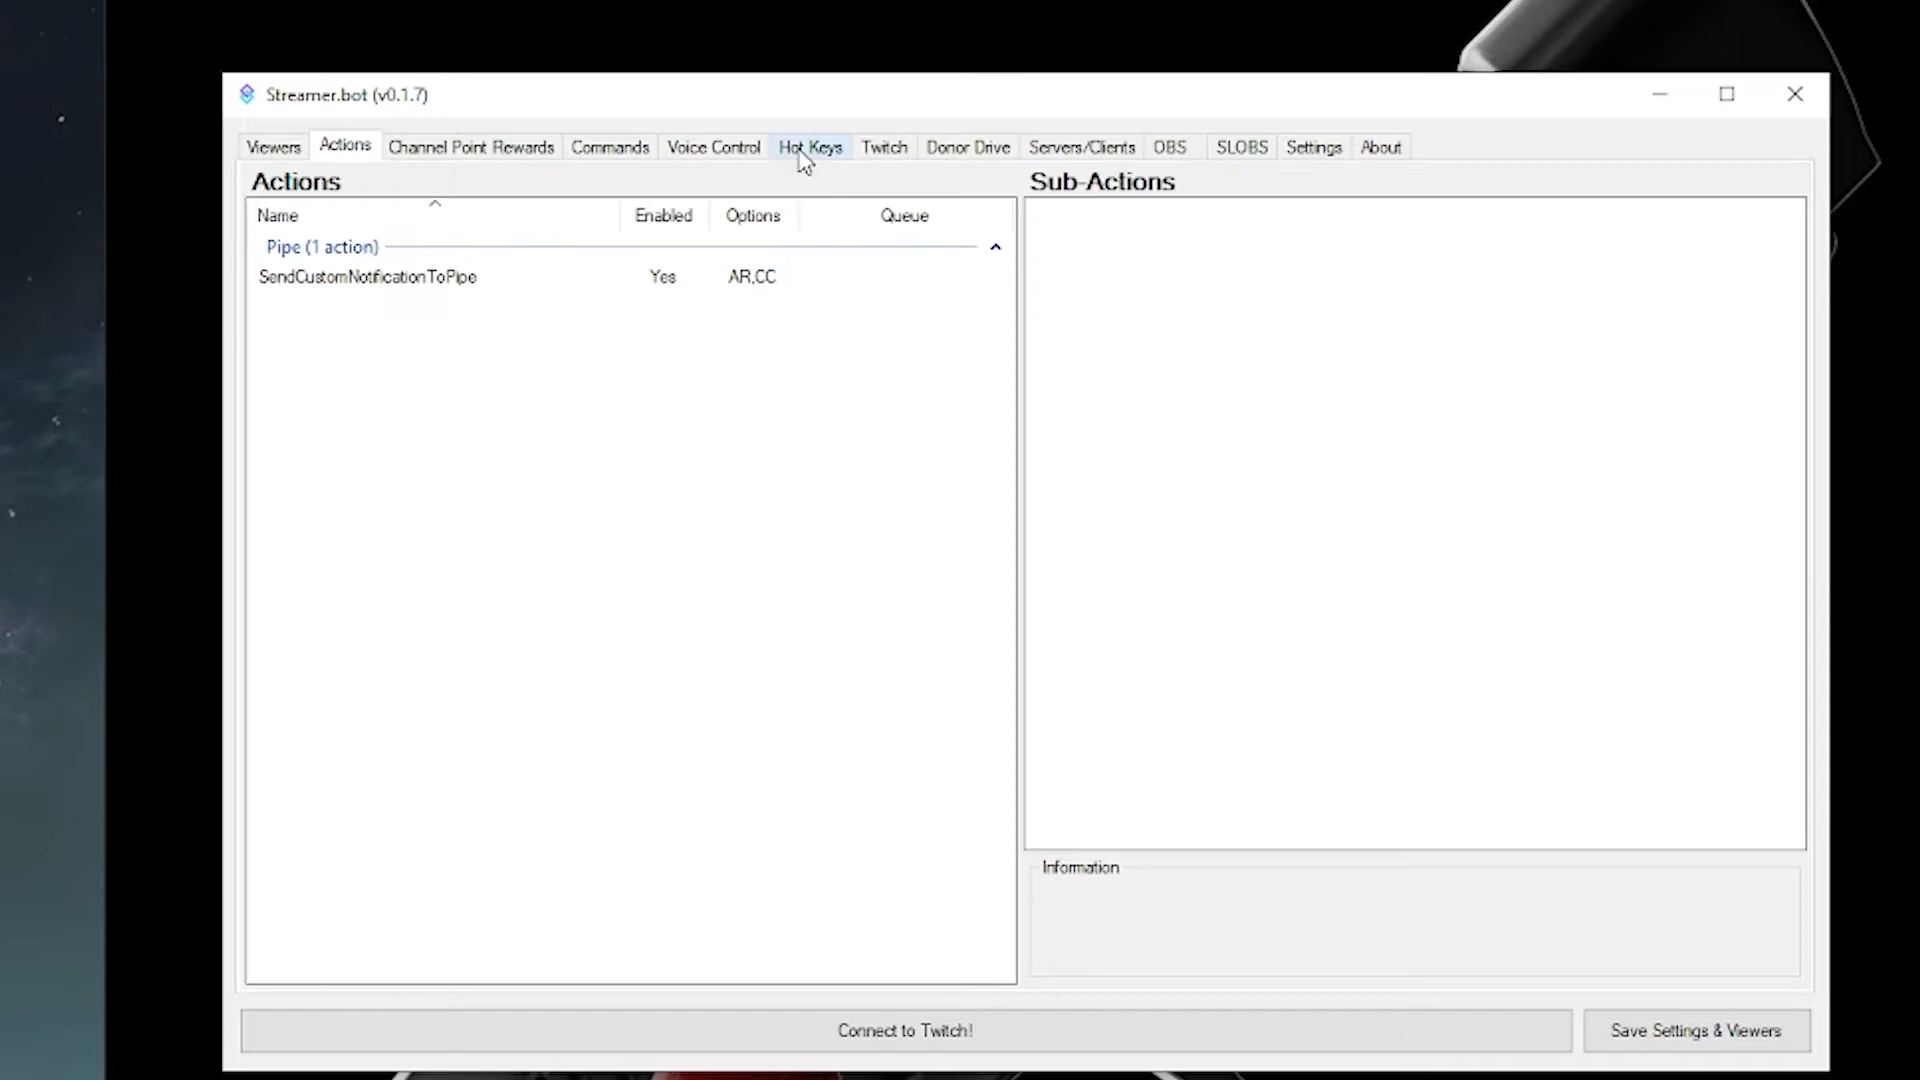 Streamer.bot (v0.1.7)
Viewers Actions Channel Point Rewards Commands Voice Control Hot Keys Twitch Donor Drive Servers/Clients OBS SLOBS Settings About
Actions
Sub-Actions
Name Enabled Options Queue
Pipe (1 action)
SendCustomNotificationToPipe Yes AR,CC
Information
Connect to Twitch!
Save Settings & Viewers